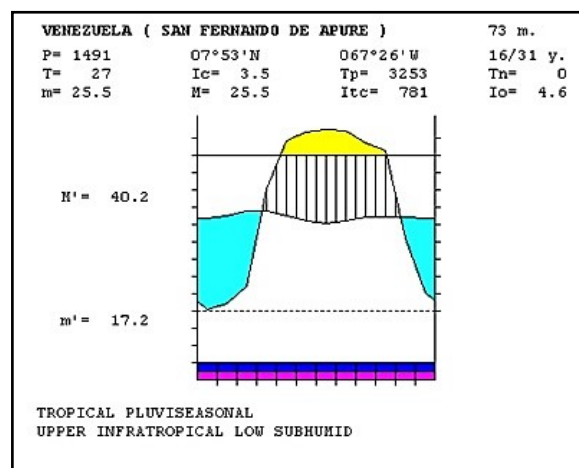 VENEZUELA ( SAN FERNANDO DE APURE ) 73 m.
P= 1491 07°53'N 067°26'W 16/31 y.
T= 27 Ic= 3.5 Tp= 3253 Tn= 0
m= 25.5 M= 25.5 Itc= 781 Io= 4.6
M'= 40.2
m'= 17.2
TROPICAL PLUVISEASONAL
UPPER INFRATROPICAL LOW SUBHUMID